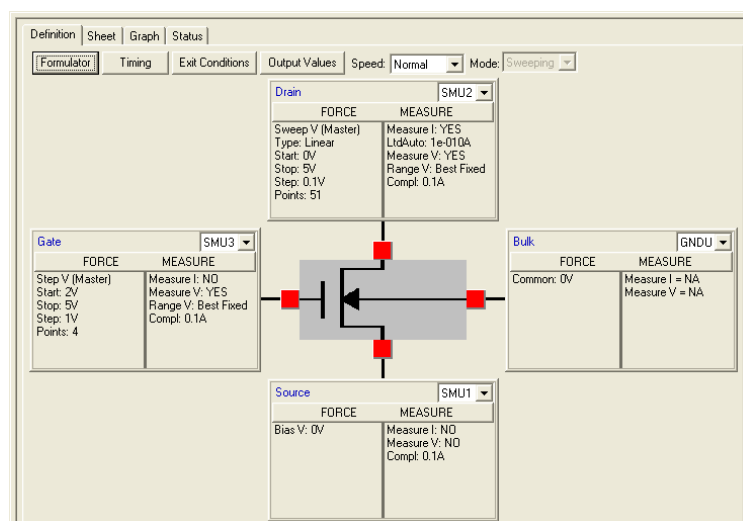 Definition Sheet Graph Status
Formulator Timing Exit Conditions Output Values Speed: Normal Mode: Sweeping
Drain SMU2
FORCE MEASURE
Sweep V (Master)
Type: Linear
Start: 0V
Stop: 5V
Step: 0.1V
Points: 51
Measure I: YES
LtdAuto: 1e-010A
Measure V: YES
Range V: Best Fixed
Compl: 0.1A
Gate SMU3
FORCE MEASURE
Step V (Master)
Start: 2V
Stop: 5V
Step: 1V
Points: 4
Measure I: NO
Measure V: YES
Range V: Best Fixed
Compl: 0.1A
Bulk GNDU
FORCE MEASURE
Common: 0V
Measure I = NA
Measure V = NA
Source SMU1
FORCE MEASURE
Bias V: 0V
Measure I: NO
Measure V: NO
Compl: 0.1A